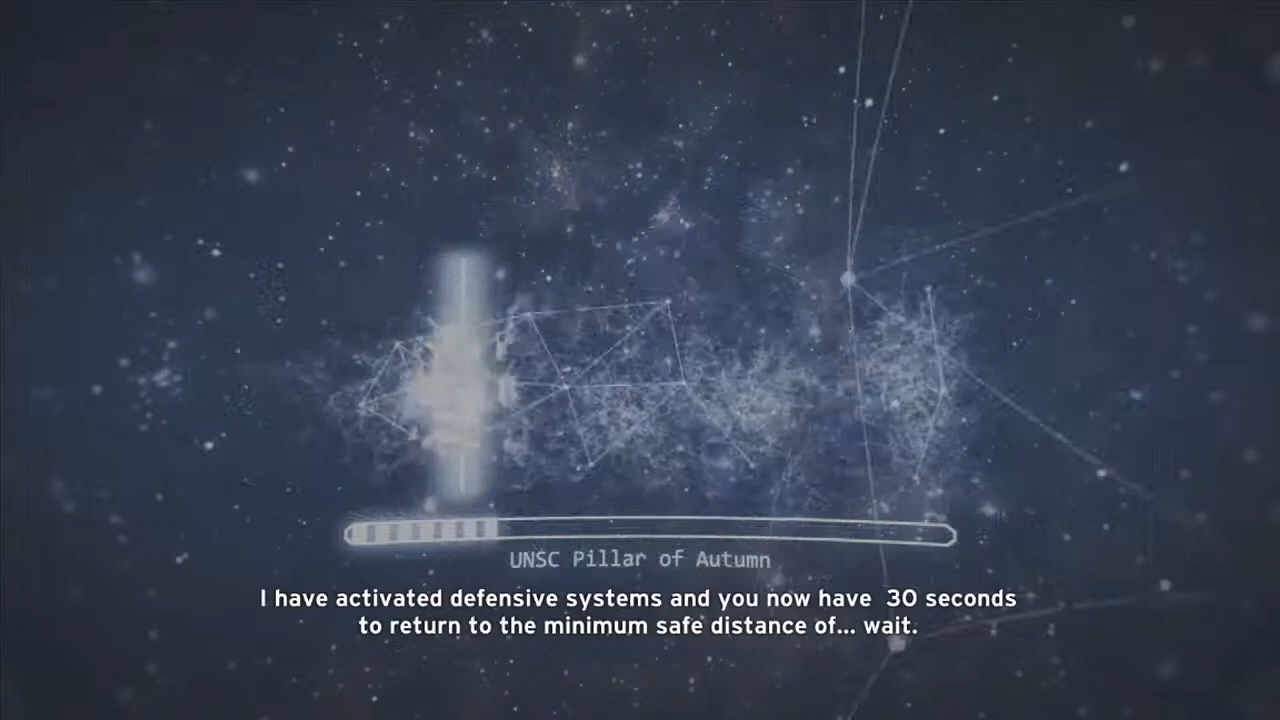 UNSC Pillar of Autumn
I have activated defensive systems and you now have 30 seconds
to return to the minimum safe distance of... wait.